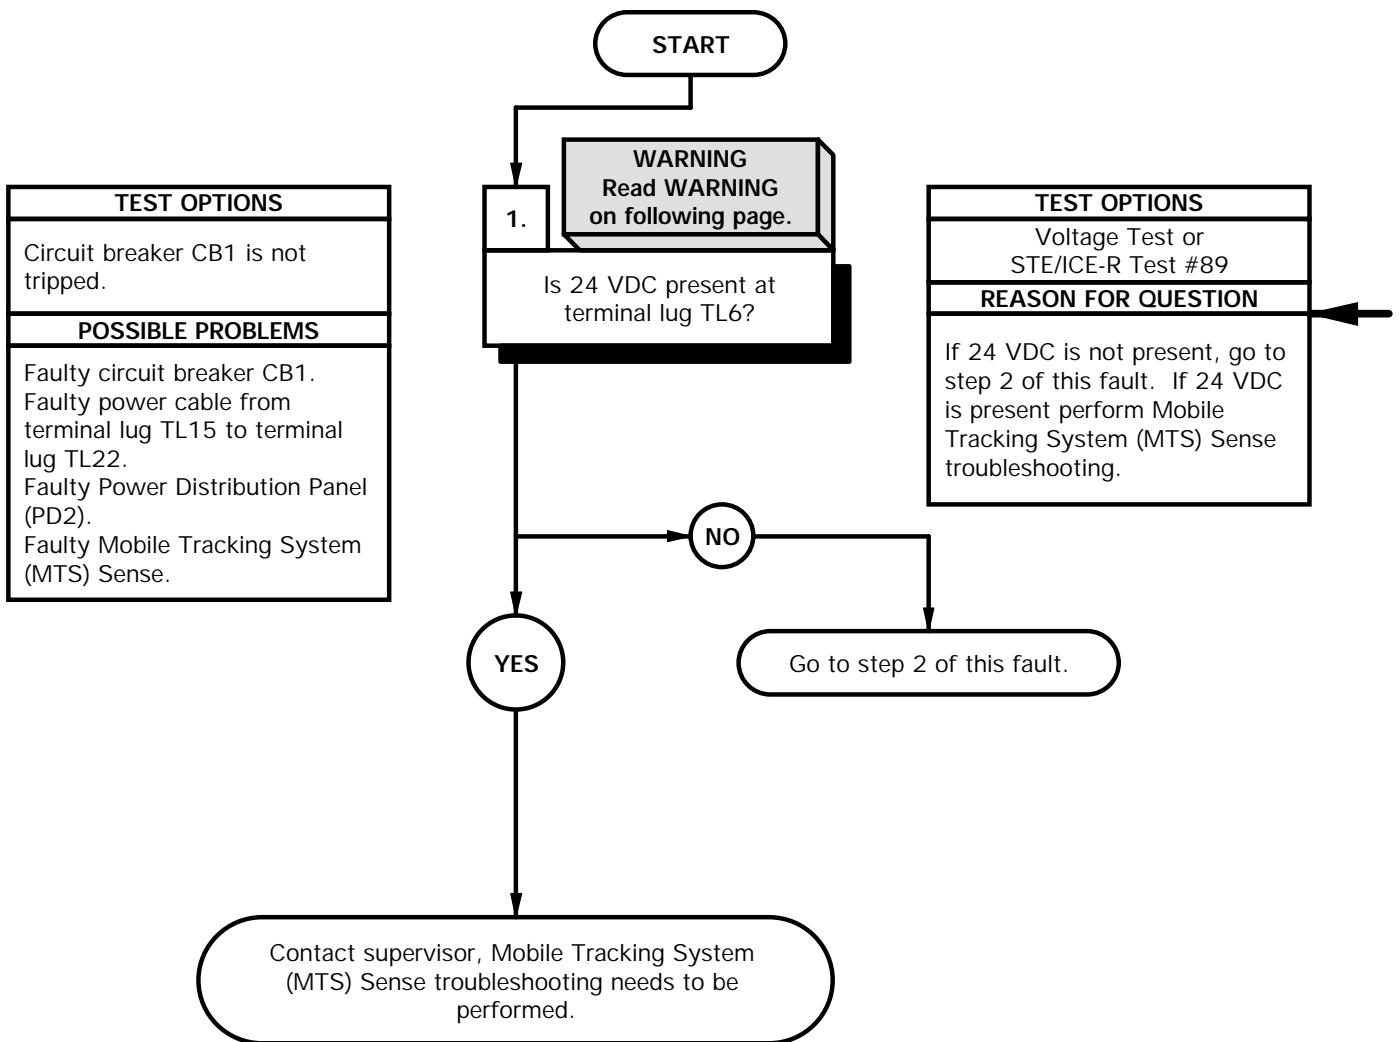 START
WARNING
Read WARNING
on following page.
1.
Is 24 VDC present at
terminal lug TL6?
TEST OPTIONS
Circuit breaker CB1 is not
tripped.
POSSIBLE PROBLEMS
Faulty circuit breaker CB1.
Faulty power cable from
terminal lug TL15 to terminal
lug TL22.
Faulty Power Distribution Panel
(PD2).
Faulty Mobile Tracking System
(MTS) Sense.
TEST OPTIONS
Voltage Test or
STE/ICE-R Test #89
REASON FOR QUESTION
If 24 VDC is not present, go to
step 2 of this fault. If 24 VDC
is present perform Mobile
Tracking System (MTS) Sense
troubleshooting.
NO
YES
Go to step 2 of this fault.
Contact supervisor, Mobile Tracking System
(MTS) Sense troubleshooting needs to be
performed.